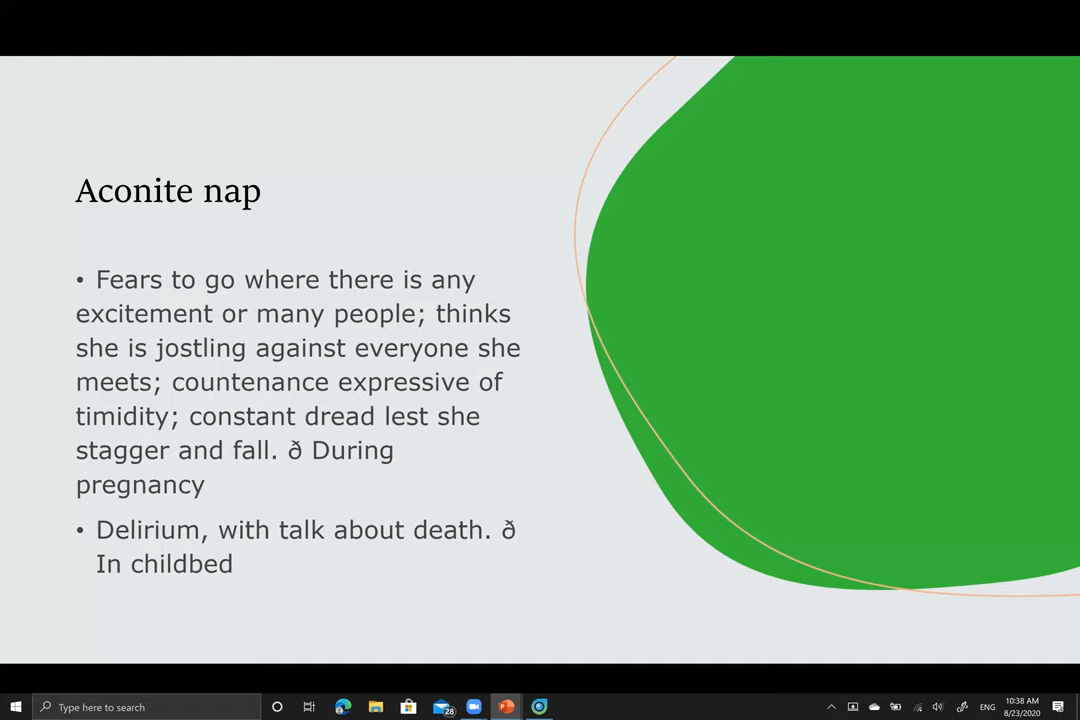 Aconite nap
• Fears to go where there is any
excitement or many people; thinks
she is jostling against everyone she
meets; countenance expressive of
timidity; constant dread lest she
stagger and fall. ð During
pregnancy
• Delirium, with talk about death. ð
In childbed
Type here to search
28
ENG
10:38 AM
8/23/2020